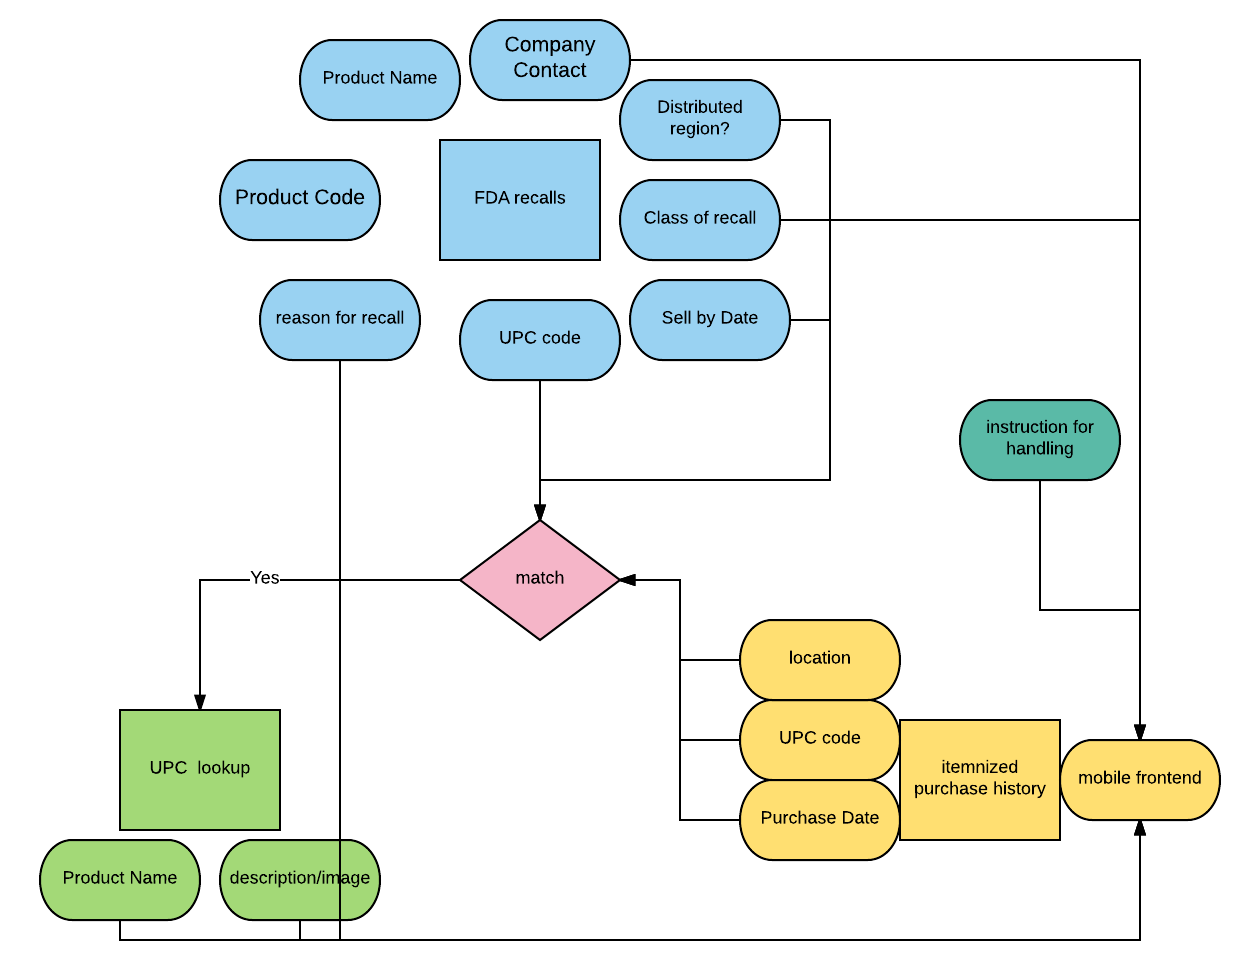 Company
Contact
Product Name
Distributed
region?
Product Code
FDA recalls
Class of recall
reason for recall
UPC code
Sell by Date
instruction for
handling
Yes
match
location
UPC code
Purchase Date
itemnized
purchase history
mobile frontend
UPC  lookup
Product Name
description/image